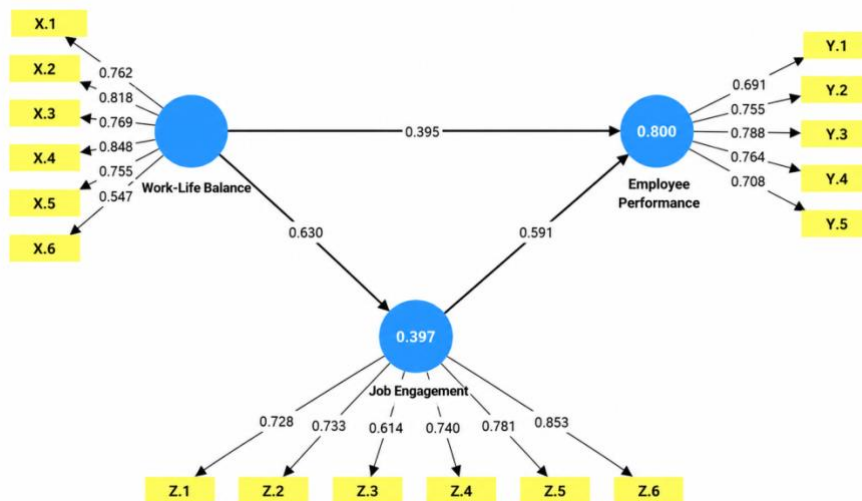 X.1
X.2
X.3
X.4
X.5
X.6
0.762
0.818
0.769
0.848
0.755
0.547
Work-Life Balance
0.395
0.630
0.591
0.800
Employee
Performance
0.691
0.755
0.788
0.764
0.708
Y.1
Y.2
Y.3
Y.4
Y.5
0.397
Job Engagement
0.728
0.733
0.614
0.740
0.781
0.853
Z.1
Z.2
Z.3
Z.4
Z.5
Z.6